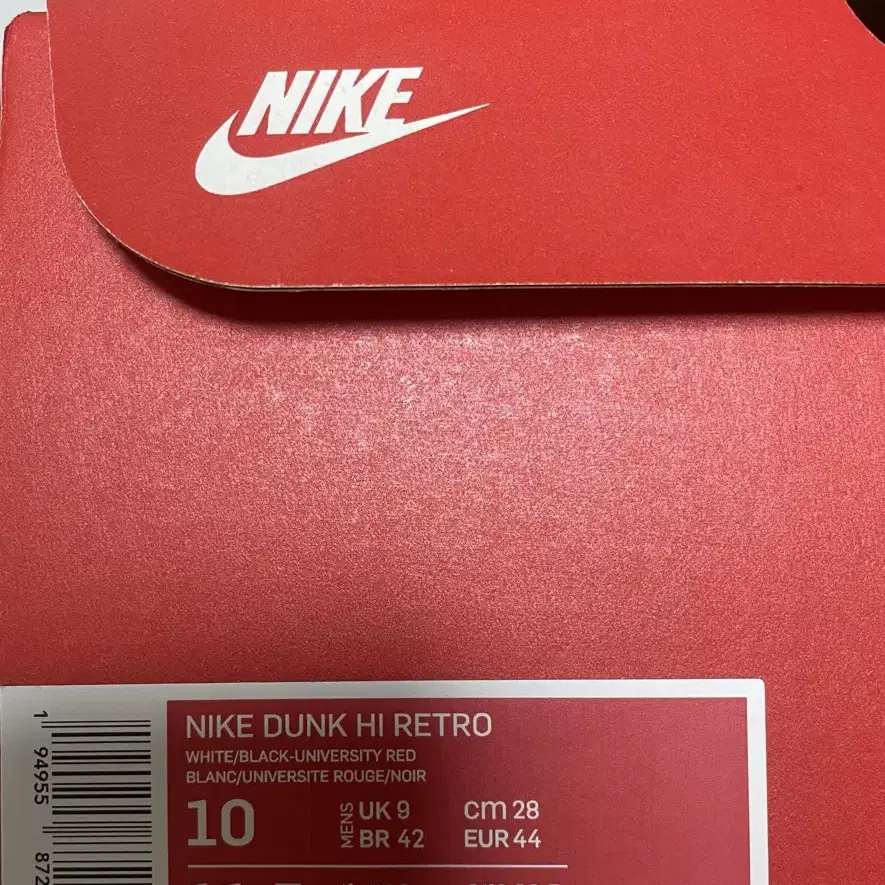 NIKE
NIKE DUNK HI RETRO
WHITE/BLACK-UNIVERSITY RED
BLANC/UNIVERSITE ROUGE/NOIR
10 MENS UK 9 cm 28
BR 42 EUR 44
1 94955 872